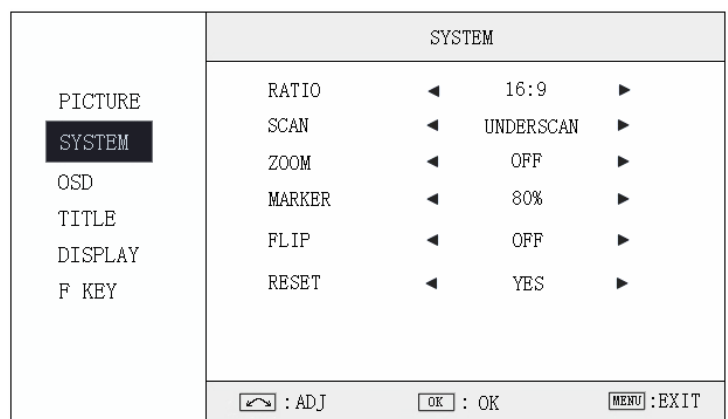 SYSTEM
PICTURE
SYSTEM
OSD
TITLE
DISPLAY
F KEY
RATIO 16:9
SCAN UNDERSCAN
ZOOM OFF
MARKER 80%
FLIP OFF
RESET YES
:ADJ OK : OK MENU :EXIT